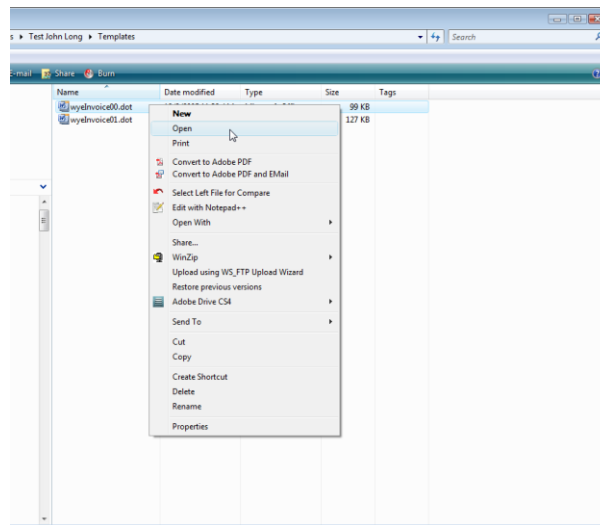 s ▸ Test John Long ▸ Templates
Search
E-mail Share Burn
Name Date modified Type Size Tags
wyeInvoice00.dot 99 KB
wyeInvoice01.dot 127 KB
New
Open
Print
Convert to Adobe PDF
Convert to Adobe PDF and EMail
Select Left File for Compare
Edit with Notepad++
Open With
Share...
WinZip
Upload using WS_FTP Upload Wizard
Restore previous versions
Adobe Drive CS4
Send To
Cut
Copy
Create Shortcut
Delete
Rename
Properties